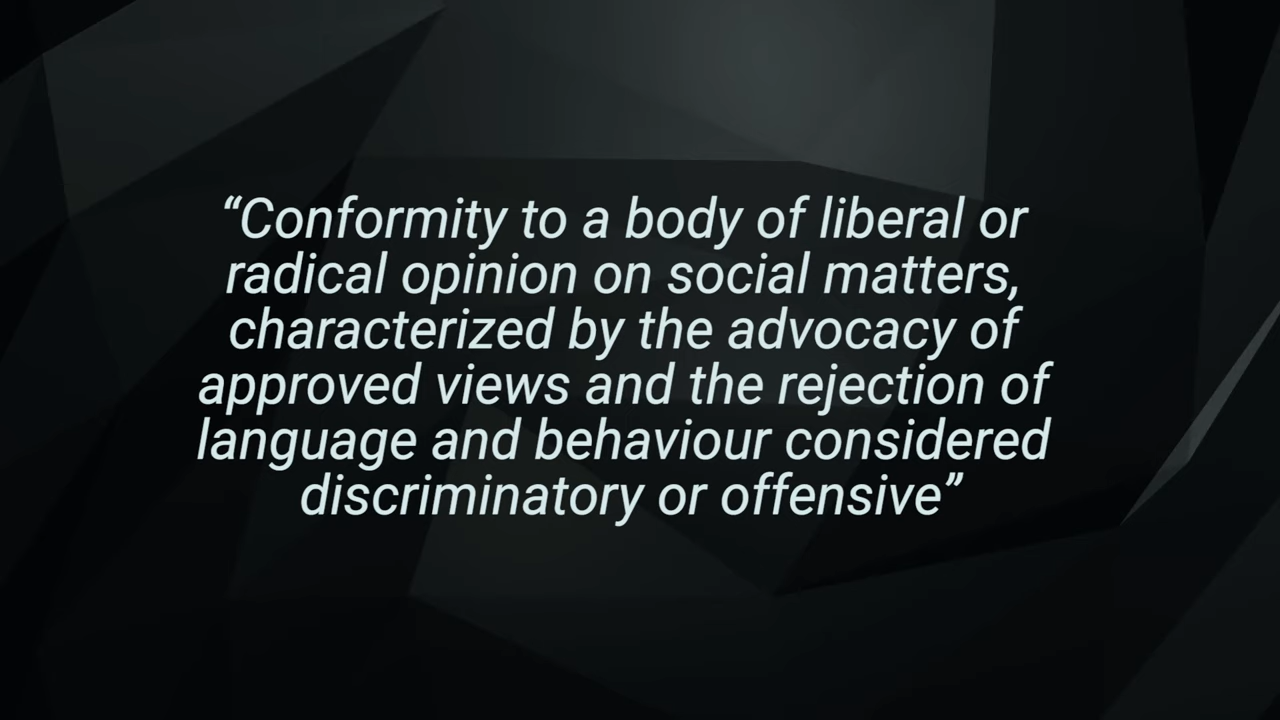 “Conformity to a body of liberal or
radical opinion on social matters,
characterized by the advocacy of
approved views and the rejection of
language and behaviour considered
discriminatory or offensive”